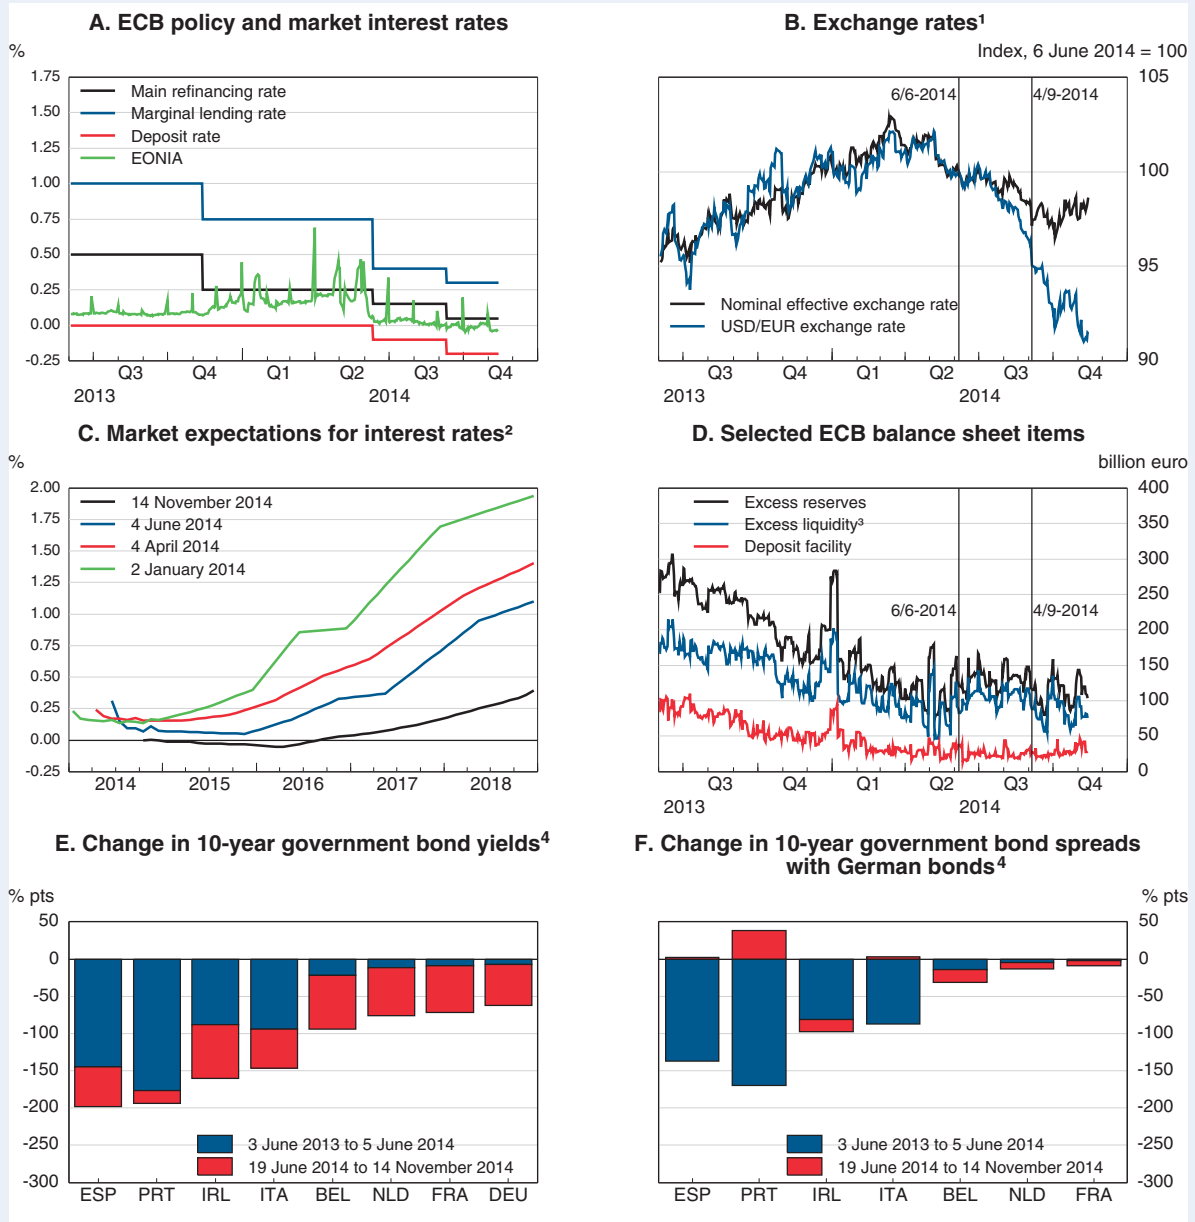 A. ECB policy and market interest rates
%
1.75
1.50
1.25
1.00
0.75
0.50
0.25
0.00
-0.25
Main refinancing rate
Marginal lending rate
Deposit rate
EONIA
Q3 Q4 Q1 Q2 Q3 Q4
2013 2014
B. Exchange rates¹
Index, 6 June 2014 = 100
105
100
95
90
6/6-2014 4/9-2014
Nominal effective exchange rate
USD/EUR exchange rate
Q3 Q4 Q1 Q2 Q3 Q4
2013 2014
C. Market expectations for interest rates²
%
2.00
1.75
1.50
1.25
1.00
0.75
0.50
0.25
0.00
-0.25
14 November 2014
4 June 2014
4 April 2014
2 January 2014
2014 2015 2016 2017 2018
D. Selected ECB balance sheet items
billion euro
400
350
300
250
200
150
100
50
0
Excess reserves
Excess liquidity³
Deposit facility
6/6-2014 4/9-2014
Q3 Q4 Q1 Q2 Q3 Q4
2013 2014
E. Change in 10-year government bond yields⁴
% pts
50
0
-50
-100
-150
-200
-250
-300
3 June 2013 to 5 June 2014
19 June 2014 to 14 November 2014
ESP PRT IRL ITA BEL NLD FRA DEU
F. Change in 10-year government bond spreads
with German bonds⁴
% pts
50
0
-50
-100
-150
-200
-250
-300
3 June 2013 to 5 June 2014
19 June 2014 to 14 November 2014
ESP PRT IRL ITA BEL NLD FRA